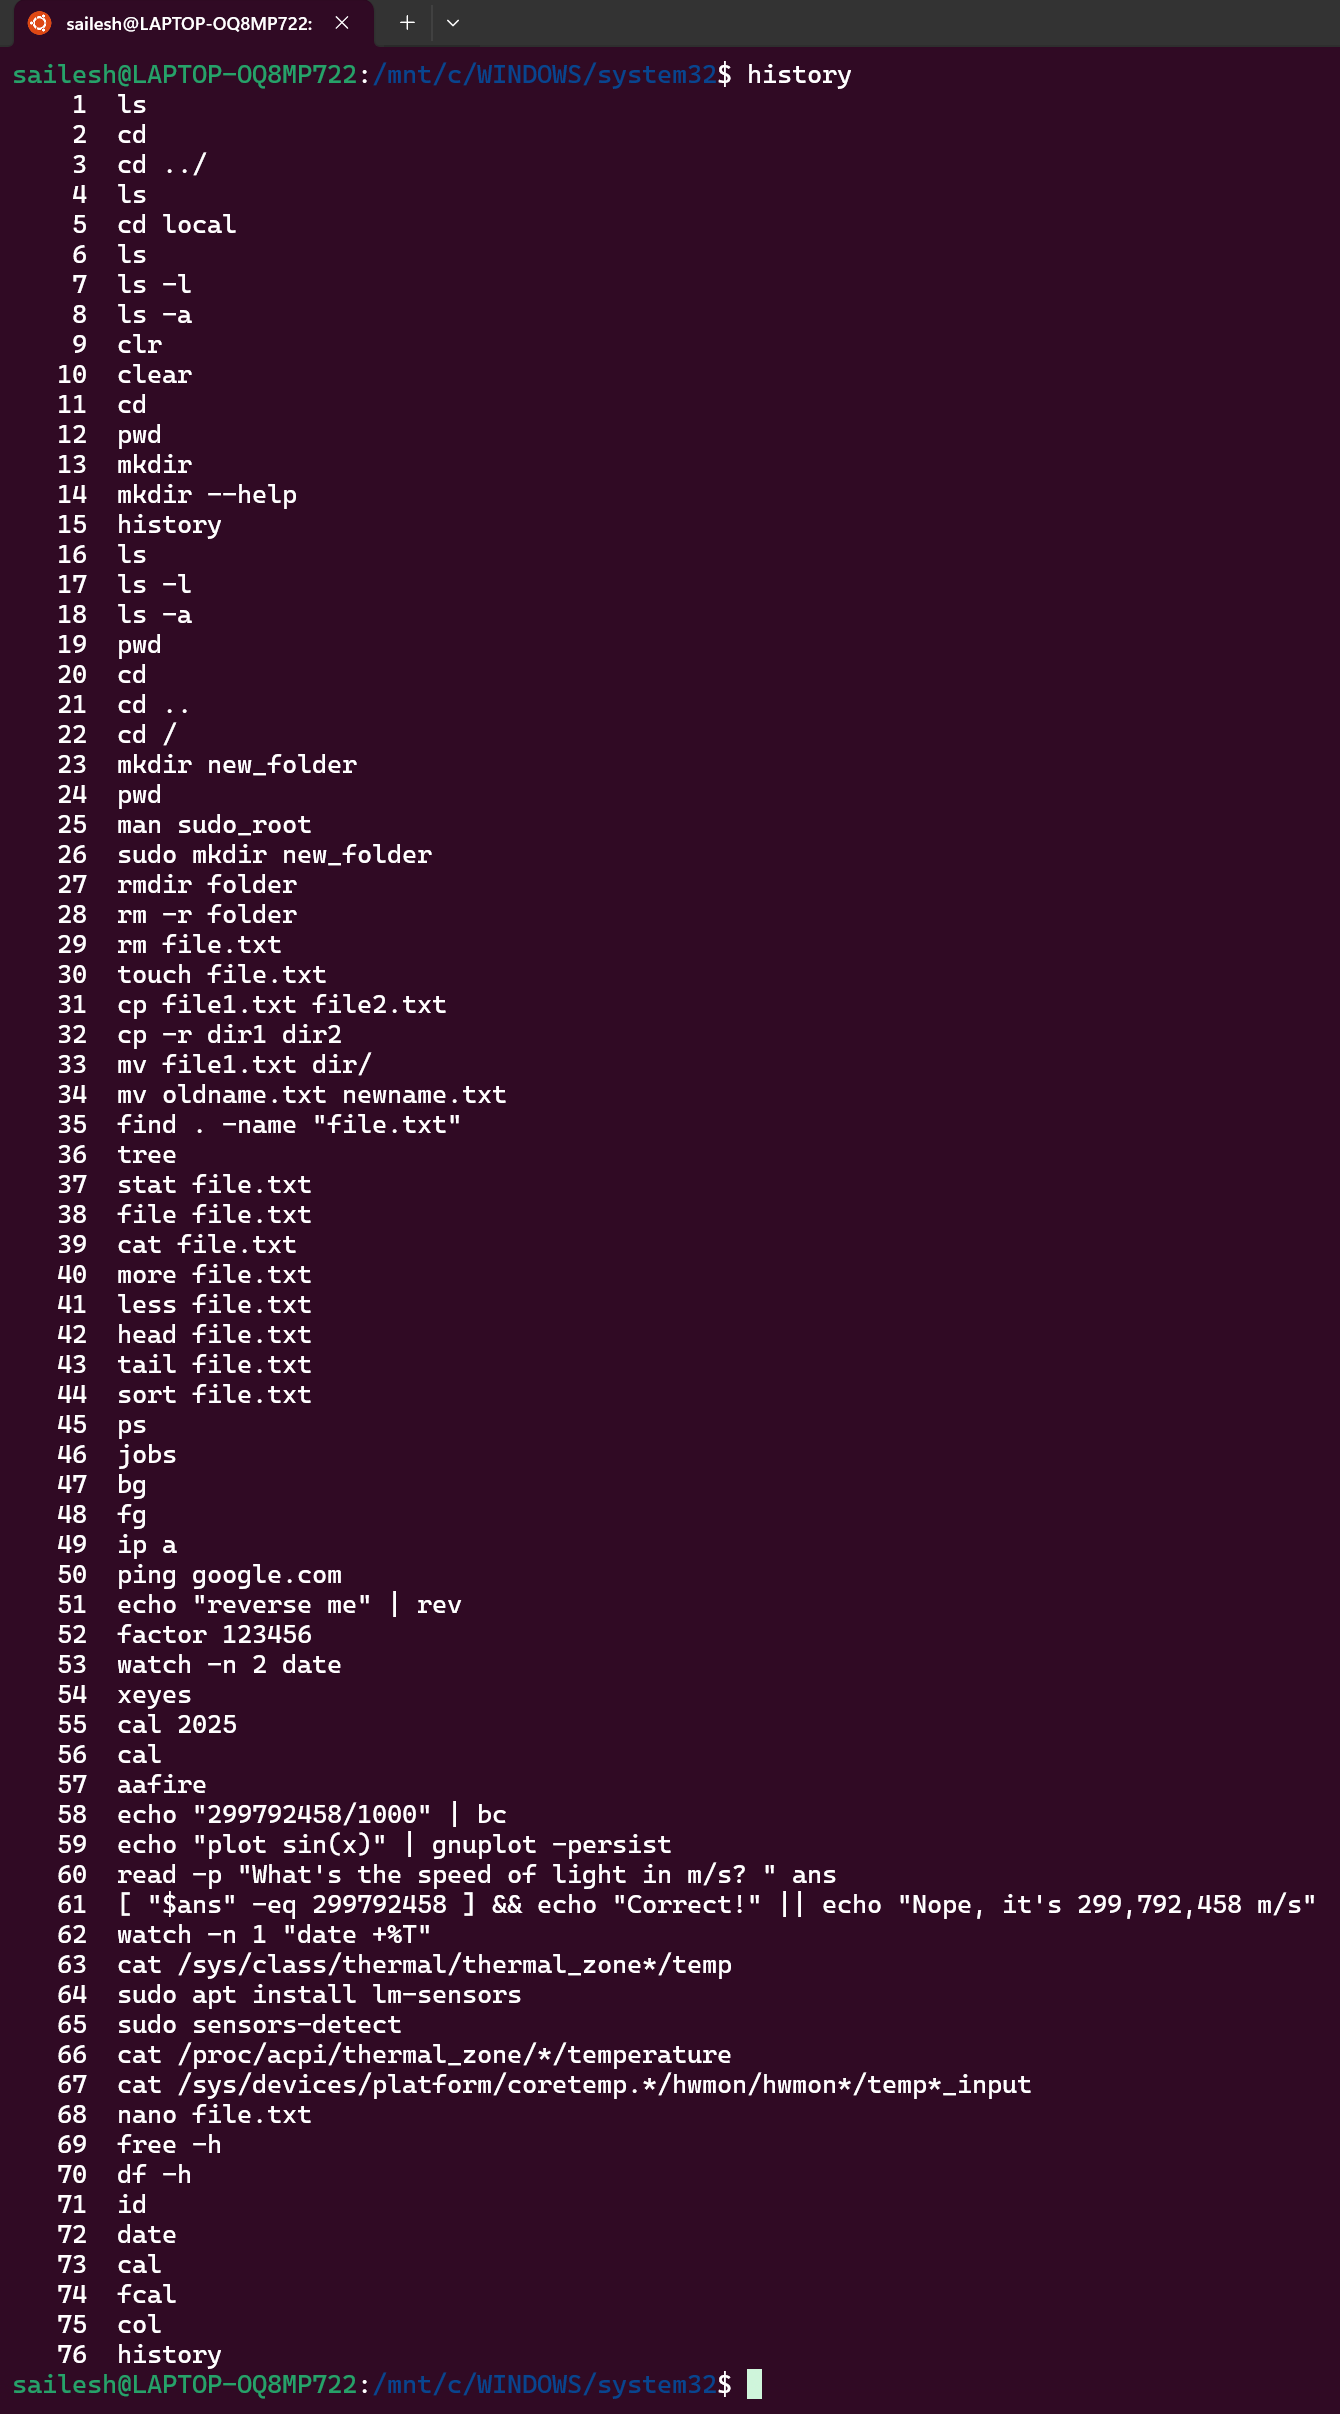 sailesh@LAPTOP-OQ8MP722:
sailesh@LAPTOP-OQ8MP722:/mnt/c/WINDOWS/system32$ history
1 ls
2 cd
3 cd ../
4 ls
5 cd local
6 ls
7 ls -l
8 ls -a
9 clr
10 clear
11 cd
12 pwd
13 mkdir
14 mkdir --help
15 history
16 ls
17 ls -l
18 ls -a
19 pwd
20 cd
21 cd ..
22 cd /
23 mkdir new_folder
24 pwd
25 man sudo_root
26 sudo mkdir new_folder
27 rmdir folder
28 rm -r folder
29 rm file.txt
30 touch file.txt
31 cp file1.txt file2.txt
32 cp -r dir1 dir2
33 mv file1.txt dir/
34 mv oldname.txt newname.txt
35 find . -name "file.txt"
36 tree
37 stat file.txt
38 file file.txt
39 cat file.txt
40 more file.txt
41 less file.txt
42 head file.txt
43 tail file.txt
44 sort file.txt
45 ps
46 jobs
47 bg
48 fg
49 ip a
50 ping google.com
51 echo "reverse me" | rev
52 factor 123456
53 watch -n 2 date
54 xeyes
55 cal 2025
56 cal
57 aafire
58 echo "299792458/1000" | bc
59 echo "plot sin(x)" | gnuplot -persist
60 read -p "What's the speed of light in m/s? " ans
61 [ "$ans" -eq 299792458 ] && echo "Correct!" || echo "Nope, it's 299,792,458 m/s"
62 watch -n 1 "date +%T"
63 cat /sys/class/thermal/thermal_zone*/temp
64 sudo apt install lm-sensors
65 sudo sensors-detect
66 cat /proc/acpi/thermal_zone/*/temperature
67 cat /sys/devices/platform/coretemp.*/hwmon/hwmon*/temp*_input
68 nano file.txt
69 free -h
70 df -h
71 id
72 date
73 cal
74 fcal
75 col
76 history
sailesh@LAPTOP-OQ8MP722:/mnt/c/WINDOWS/system32$